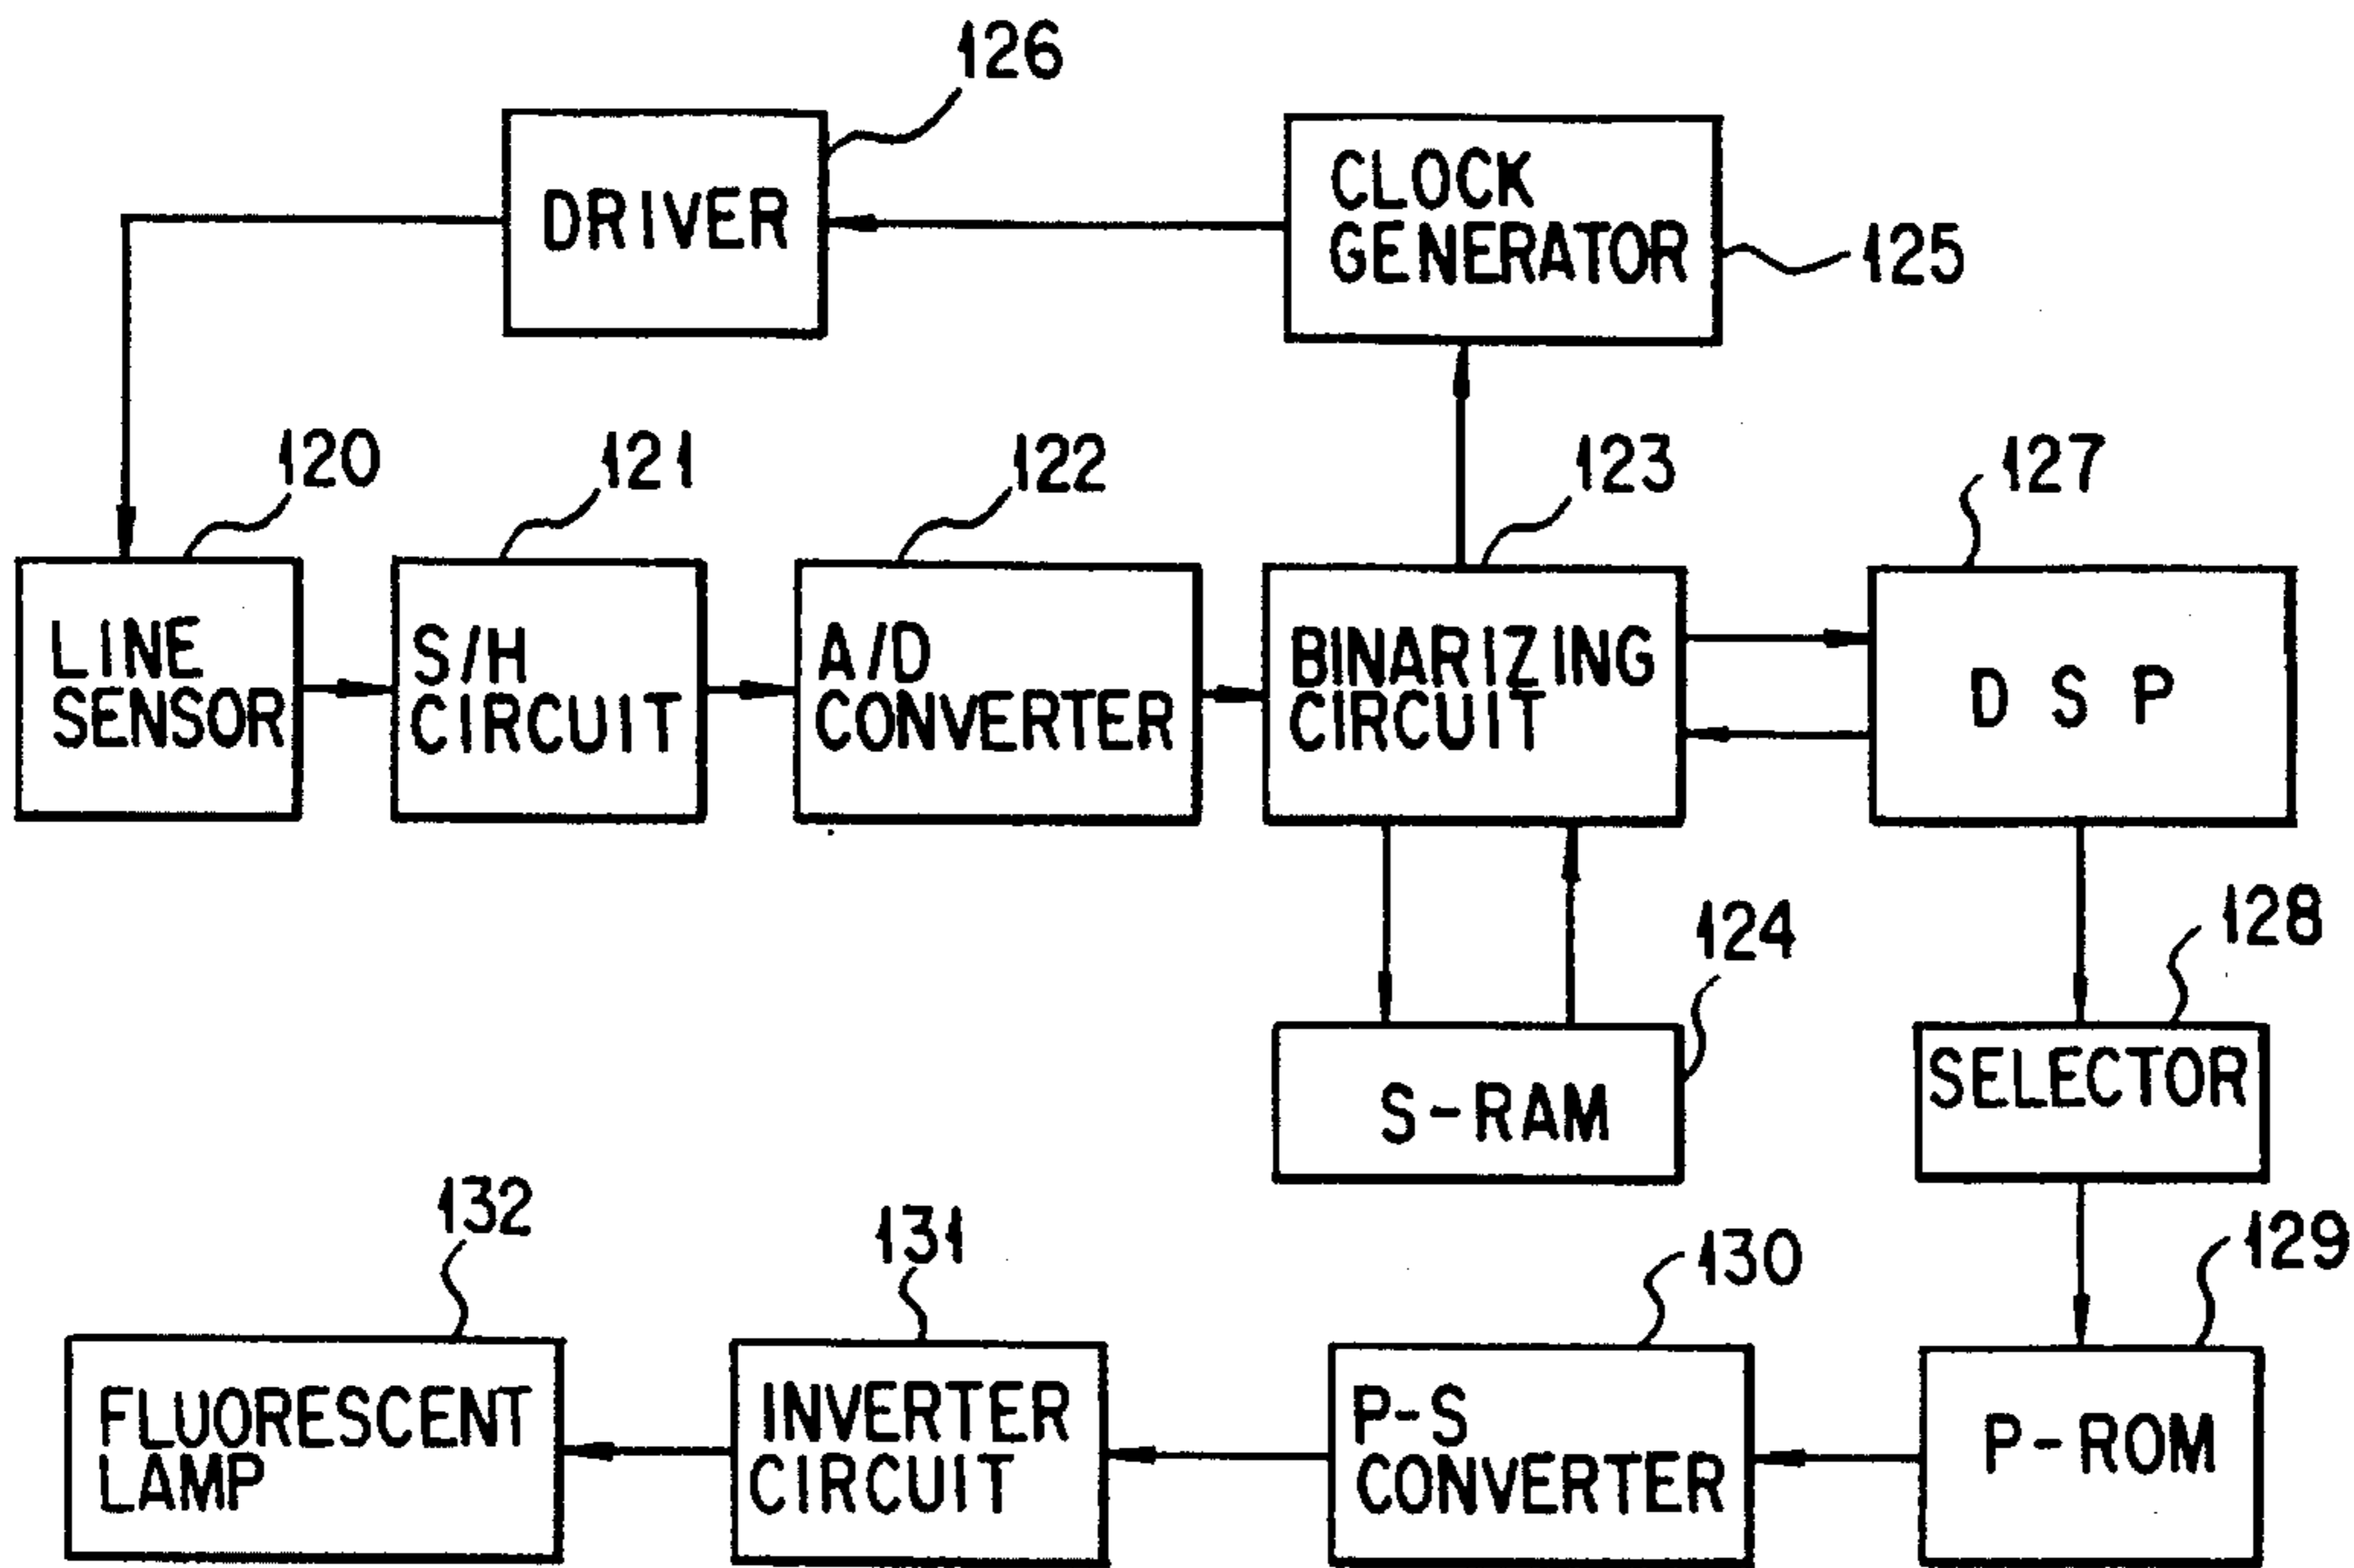 126
DRIVER
CLOCK
GENERATOR
125
120
121
122
123
127
LINE
SENSOR
S/H
CIRCUIT
A/D
CONVERTER
BINARIZING
CIRCUIT
DSP
124
128
S-RAM
SELECTOR
132
131
130
129
FLUORESCENT
LAMP
INVERTER
CIRCUIT
P-S
CONVERTER
P-ROM